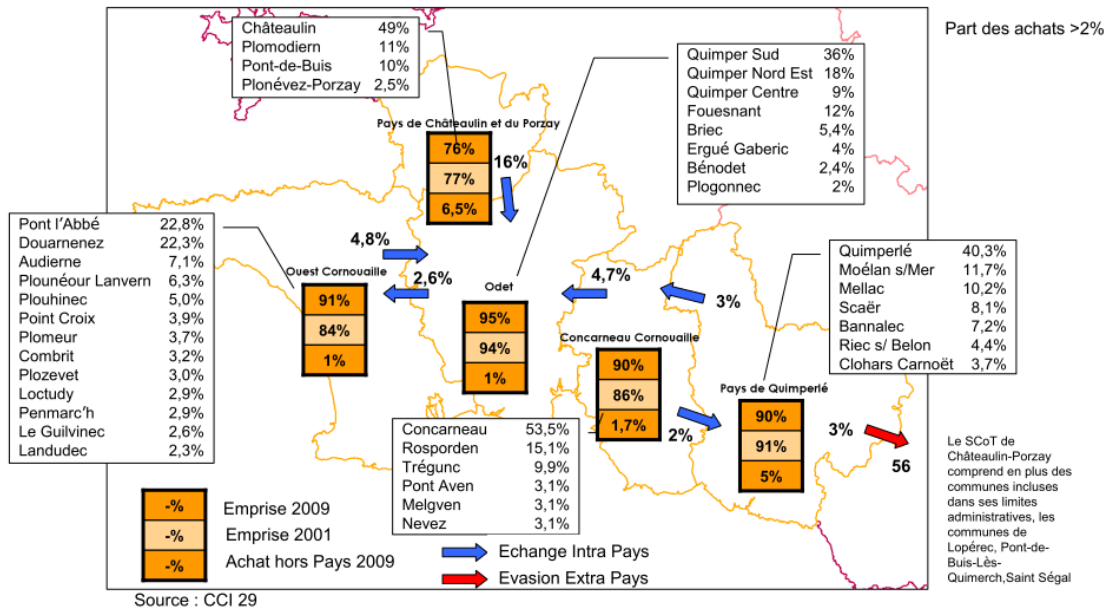 Part des achats >2%
Châteaulin 49%
Plomodiern 11%
Pont-de-Buis 10%
Plonévez-Porzay 2,5%
Quimper Sud 36%
Quimper Nord Est 18%
Quimper Centre 9%
Fouesnant 12%
Briec 5,4%
Ergué Gaberic 4%
Bénodet 2,4%
Plogonnec 2%
Pays de Châteaulin et du Porzay
76%
77%
6,5%
16%
Pont l'Abbé 22,8%
Douarnenez 22,3%
Audierne 7,1%
Plounéour Lanvern 6,3%
Plouhinec 5,0%
Point Croix 3,9%
Plomeur 3,7%
Combrit 3,2%
Plozevet 3,0%
Loctudy 2,9%
Penmarc'h 2,9%
Le Guilvinec 2,6%
Landudec 2,3%
4,8%
2,6%
Ouest Cornouaille
91%
84%
1%
Odet
95%
94%
1%
4,7%
3%
Concarneau Cornouaille
90%
86%
1,7%
2%
Quimperlé 40,3%
Moélan s/Mer 11,7%
Mellac 10,2%
Scaër 8,1%
Bannalec 7,2%
Riec s/ Belon 4,4%
Clohars Carnoët 3,7%
Pays de Quimperlé
90%
91%
5%
3%
56
Concarneau 53,5%
Rosporden 15,1%
Trégunc 9,9%
Pont Aven 3,1%
Melgven 3,1%
Nevez 3,1%
Le SCoT de
Châteaulin-Porzay
comprend en plus des
communes incluses
dans ses limites
administratives, les
communes de
Lopérec, Pont-de-
Buis-Lès-
Quimerch,Saint Ségal
-% Emprise 2009
-% Emprise 2001
-% Achat hors Pays 2009
Echange Intra Pays
Evasion Extra Pays
Source : CCI 29